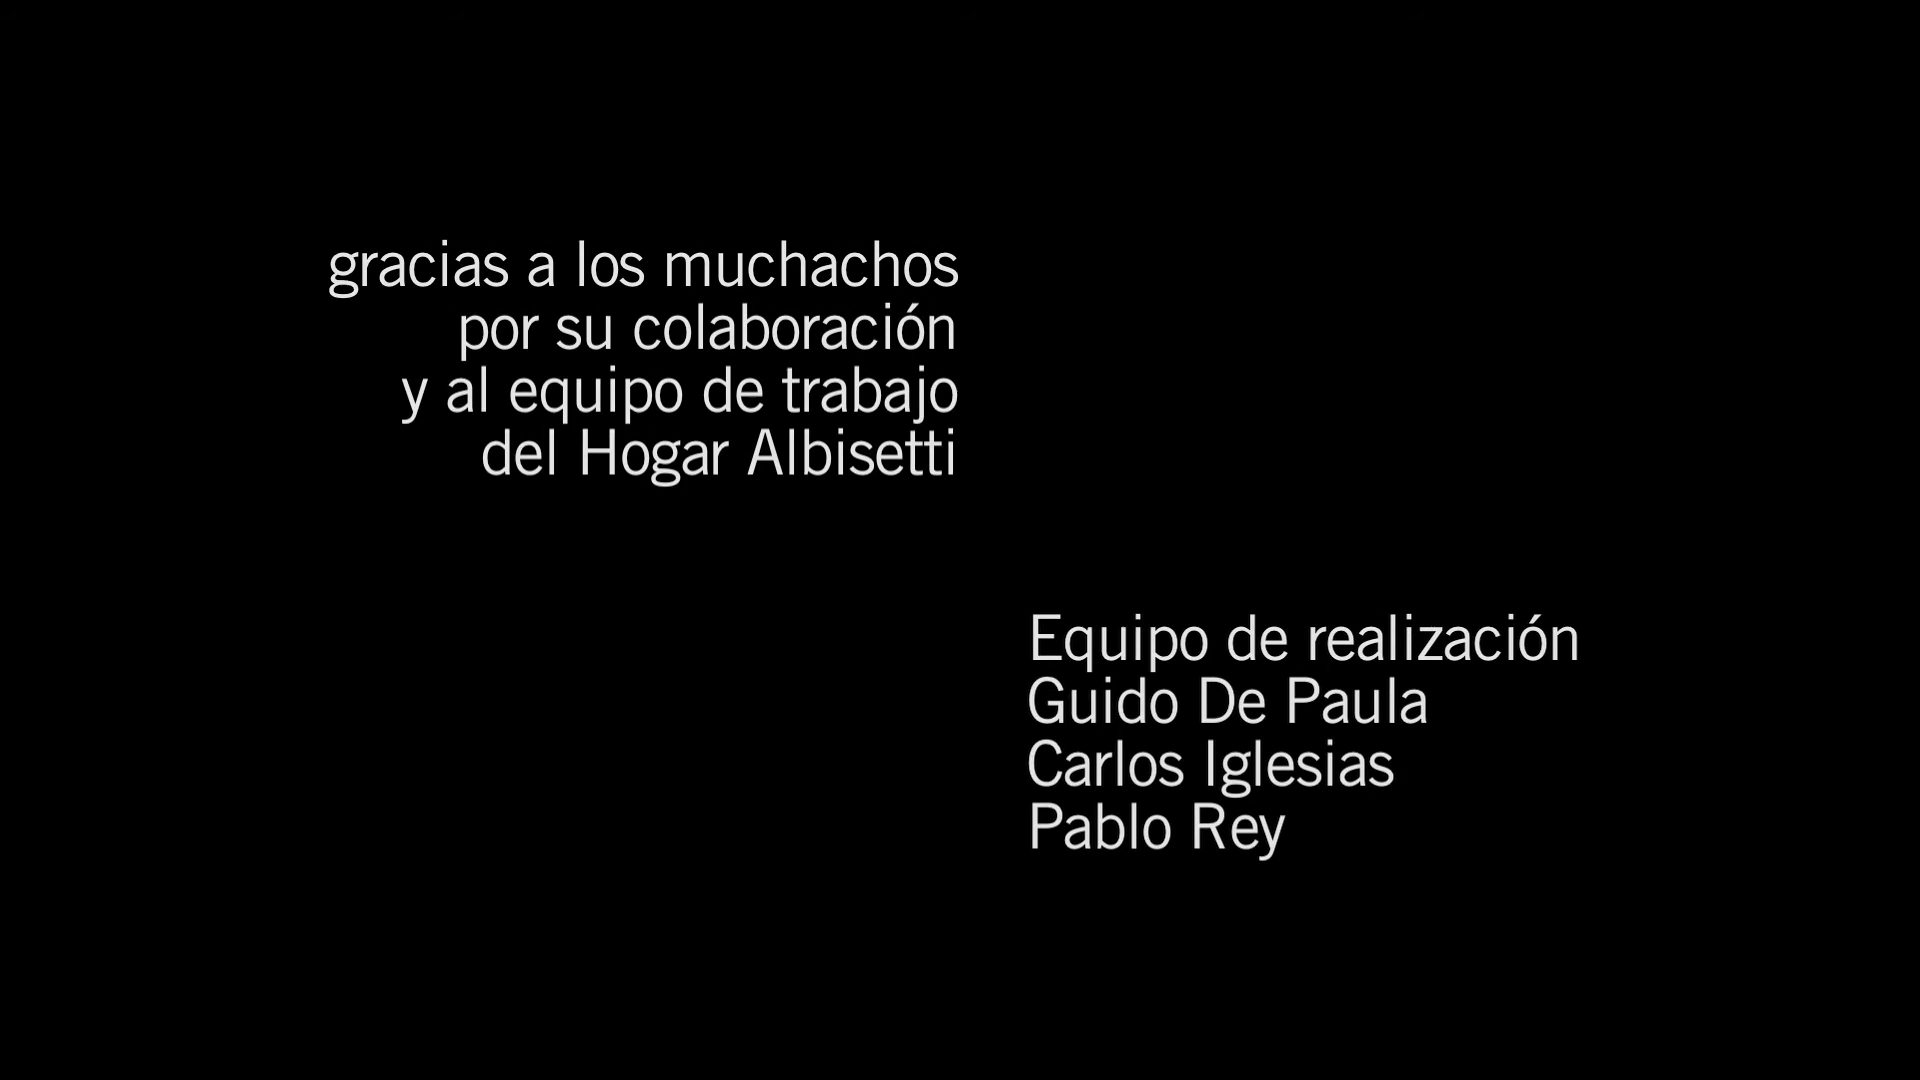 gracias a los muchachos
por su colaboración
y al equipo de trabajo
del Hogar Albisetti
Equipo de realización
Guido De Paula
Carlos Iglesias
Pablo Rey